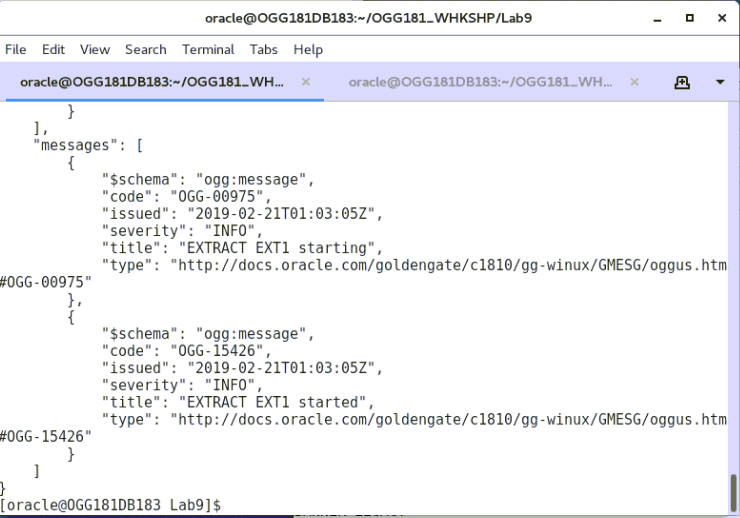 oracle@OGG181DB183:~/OGG181_WHKSHP/Lab9
File Edit View Search Terminal Tabs Help
oracle@OGG181DB183:~/OGG181_WH... × oracle@OGG181DB183:~/OGG181_WH... ×
        }
    ],
    "messages": [
        {
            "$schema": "ogg:message",
            "code": "OGG-00975",
            "issued": "2019-02-21T01:03:05Z",
            "severity": "INFO",
            "title": "EXTRACT EXT1 starting",
            "type": "http://docs.oracle.com/goldengate/c1810/gg-winux/GMESG/oggus.htm
#OGG-00975"
        },
        {
            "$schema": "ogg:message",
            "code": "OGG-15426",
            "issued": "2019-02-21T01:03:05Z",
            "severity": "INFO",
            "title": "EXTRACT EXT1 started",
            "type": "http://docs.oracle.com/goldengate/c1810/gg-winux/GMESG/oggus.htm
#OGG-15426"
        }
    ]
}
[oracle@OGG181DB183 Lab9]$